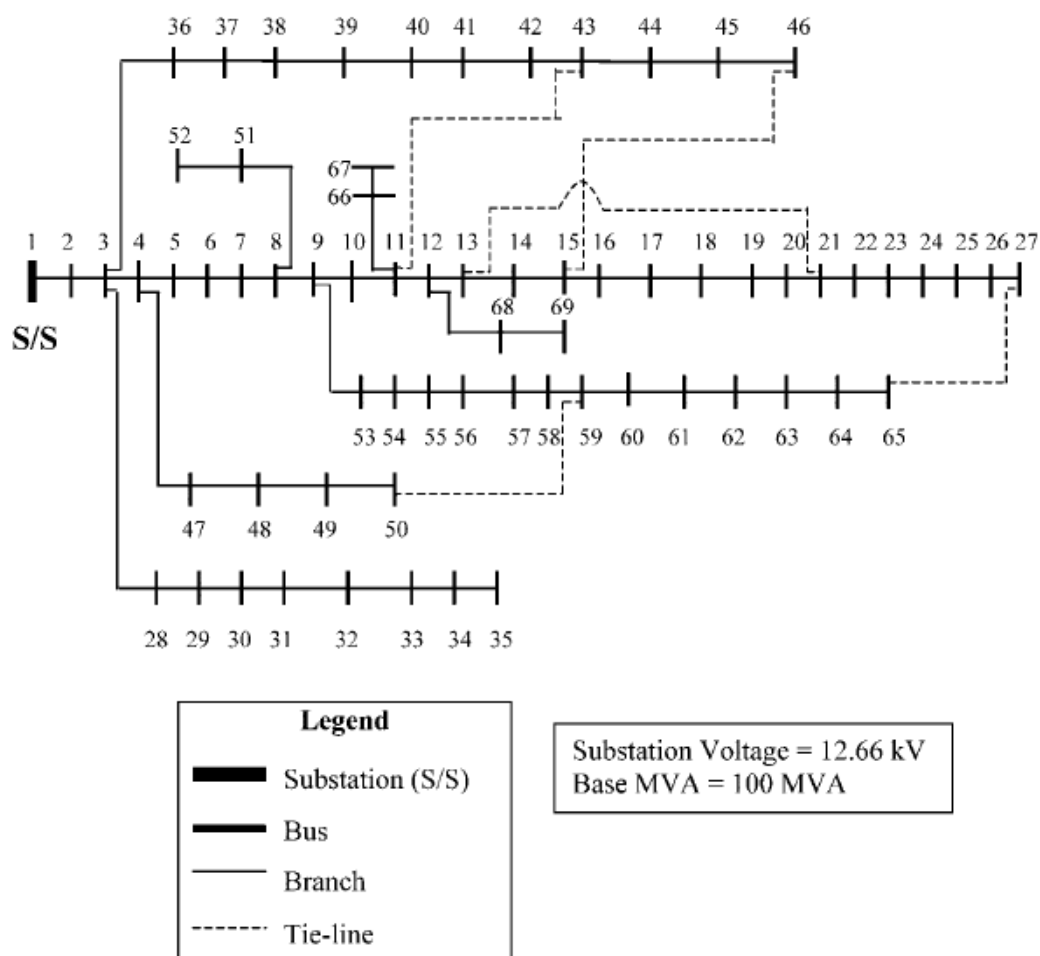 36 37 38 39 40 41 42 43 44 45 46
52 51
67
66
1 2 3 4 5 6 7 8 9 10 11 12 13 14 15 16 17 18 19 20 21 22 23 24 25 26 27
S/S
68 69
53 54 55 56 57 58 59 60 61 62 63 64 65
47 48 49 50
28 29 30 31 32 33 34 35
Legend
Substation (S/S)
Bus
Branch
Tie-line
Substation Voltage = 12.66 kV
Base MVA = 100 MVA